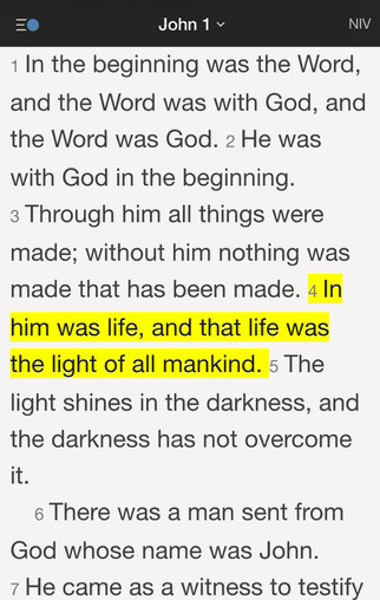 John 1
NIV
1 In the beginning was the Word,
and the Word was with God, and
the Word was God. 2 He was
with God in the beginning.
3 Through him all things were
made; without him nothing was
made that has been made. 4 In
him was life, and that life was
the light of all mankind. 5 The
light shines in the darkness, and
the darkness has not overcome
it.
6 There was a man sent from
God whose name was John.
7 He came as a witness to testify